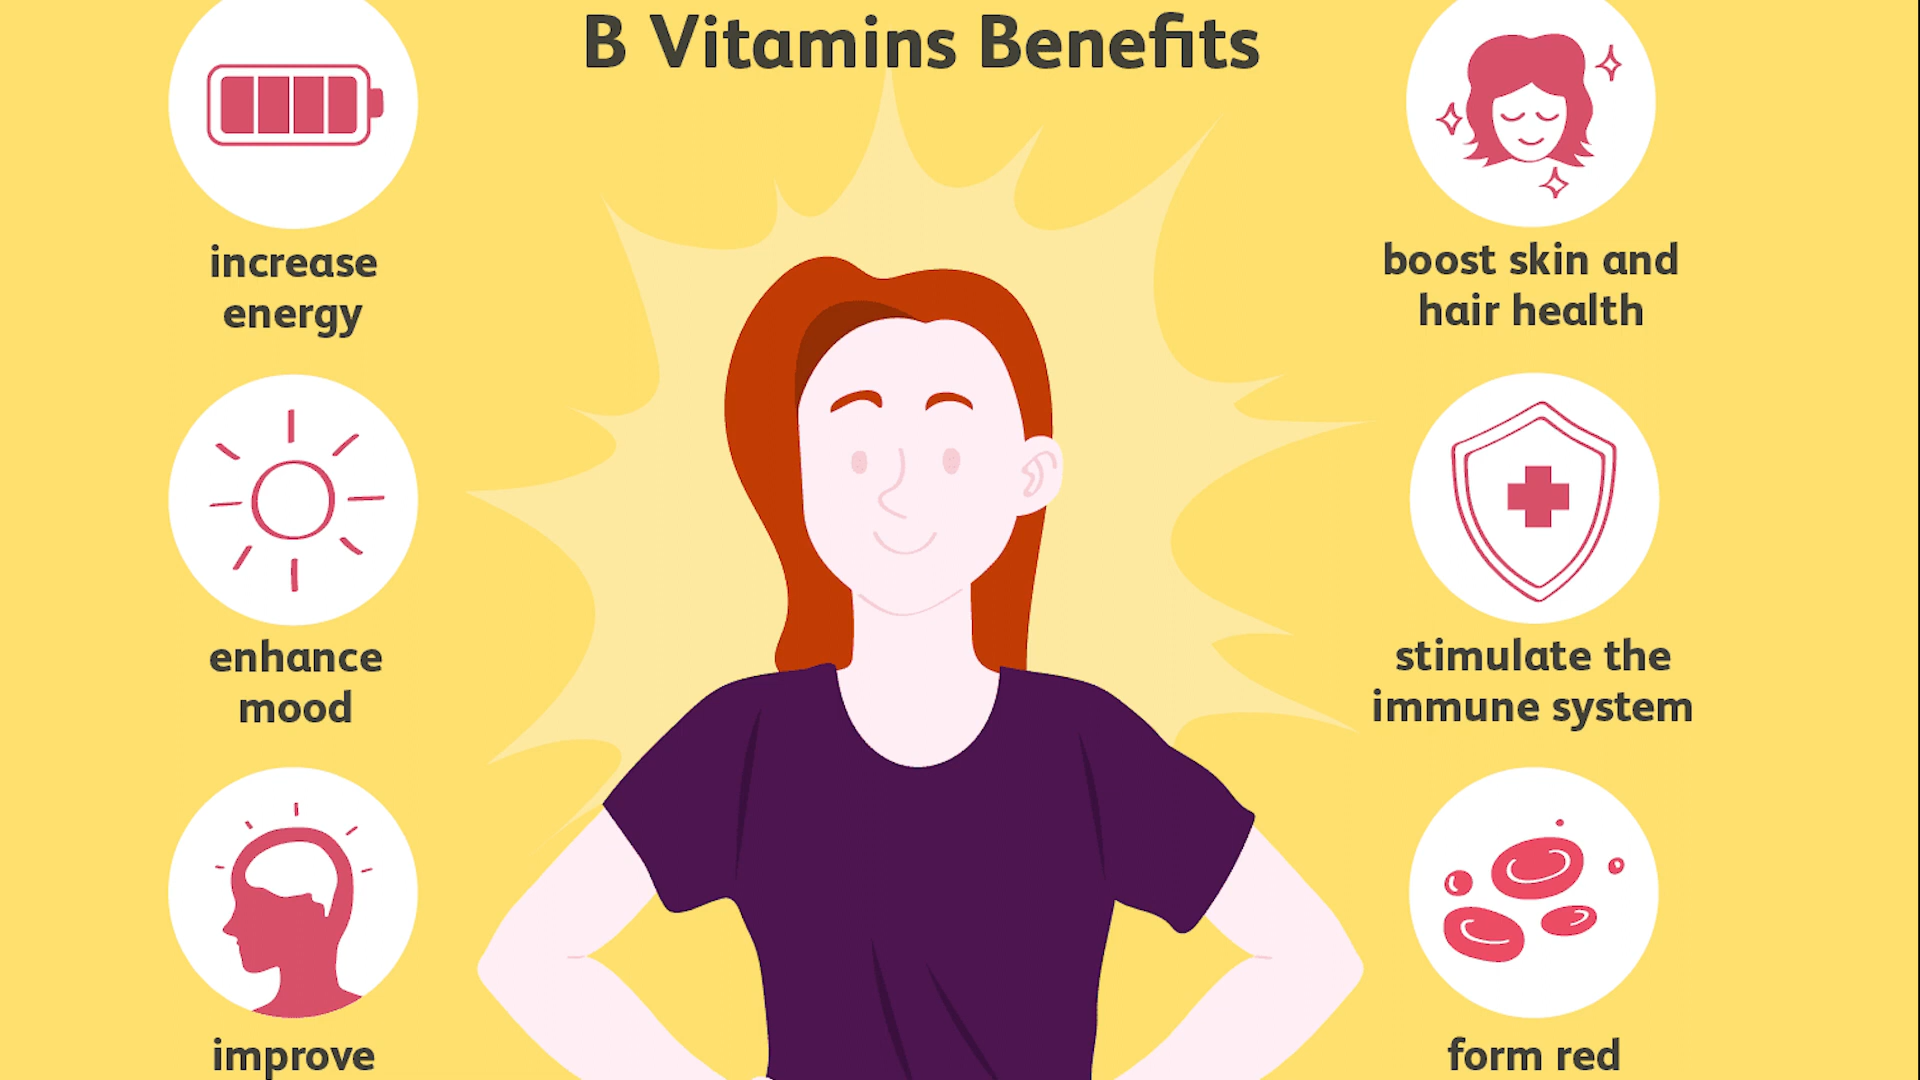 B Vitamins Benefits
increase
energy
boost skin and
hair health
enhance
mood
stimulate the
immune system
improve
form red